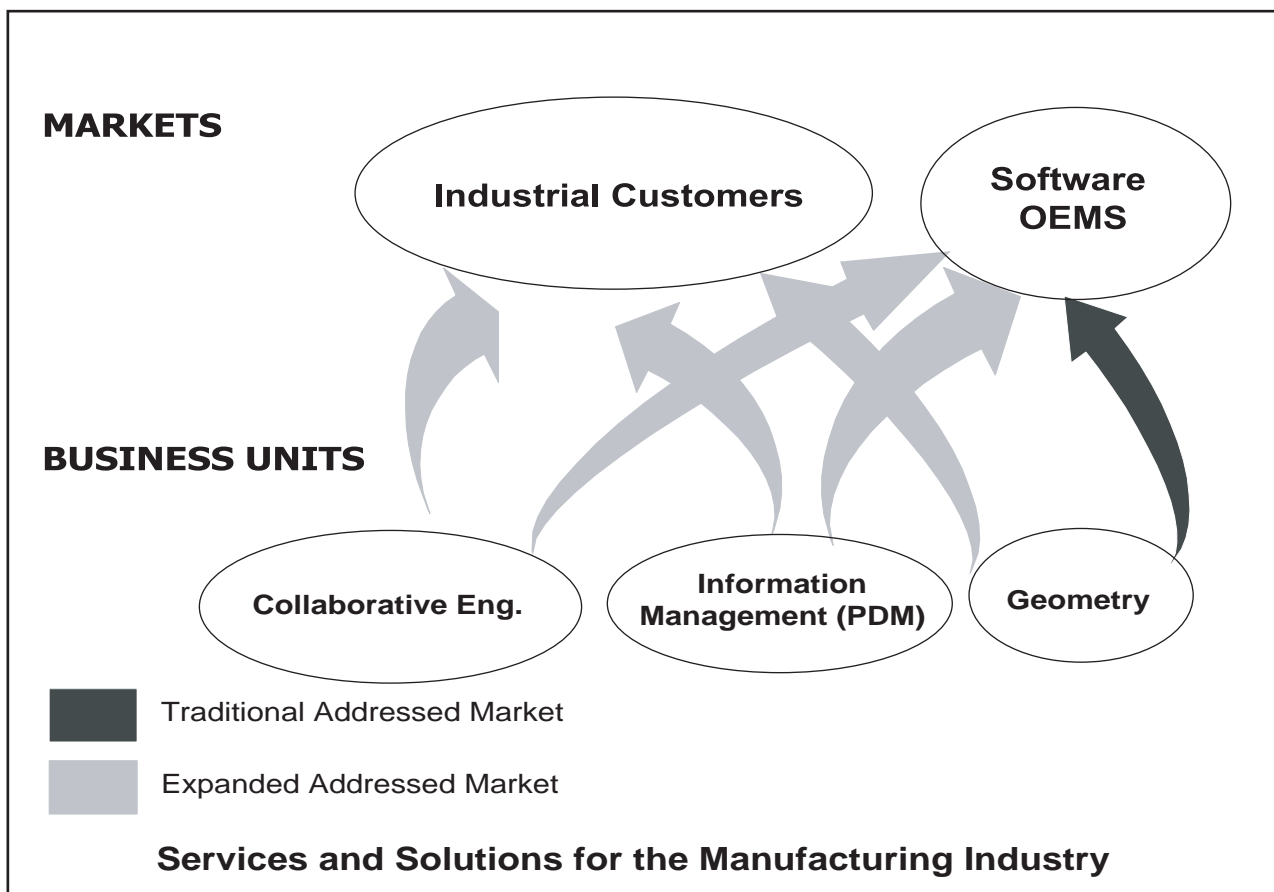 MARKETS
Industrial Customers
Software
OEMS
BUSINESS UNITS
Collaborative Eng.
Information
Management (PDM)
Geometry
Traditional Addressed Market
Expanded Addressed Market
Services and Solutions for the Manufacturing Industry